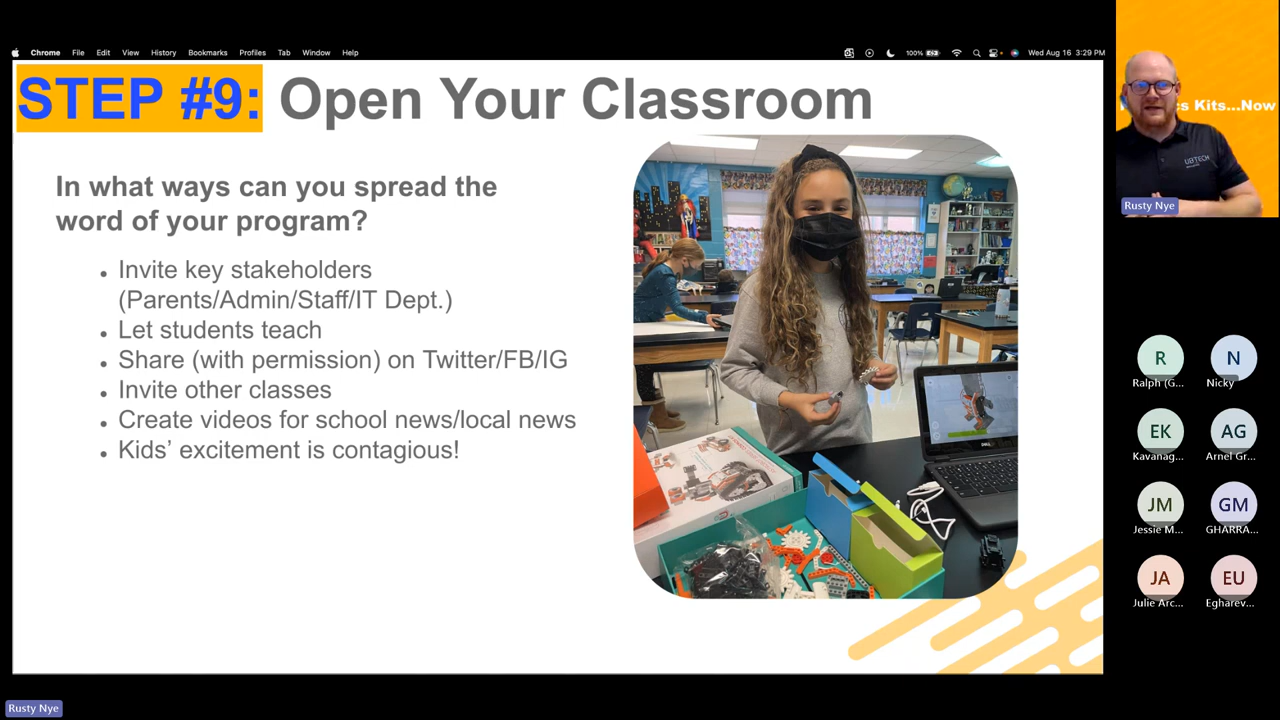 Chrome File Edit View History Bookmarks Profiles Tab Window Help
100%
Wed Aug 16 3:29 PM
STEP #9: Open Your Classroom
In what ways can you spread the
word of your program?
• Invite key stakeholders
(Parents/Admin/Staff/IT Dept.)
• Let students teach
• Share (with permission) on Twitter/FB/IG
• Invite other classes
• Create videos for school news/local news
• Kids’ excitement is contagious!
DELL
Kits...Now
UBTECH
Rusty Nye
R N
Ralph (G... Nicky
EK AG
Kavanag... Arnel Gr...
JM GM
Jessie M... GHARRA...
JA EU
Julie Arc... Egharev...
Rusty Nye